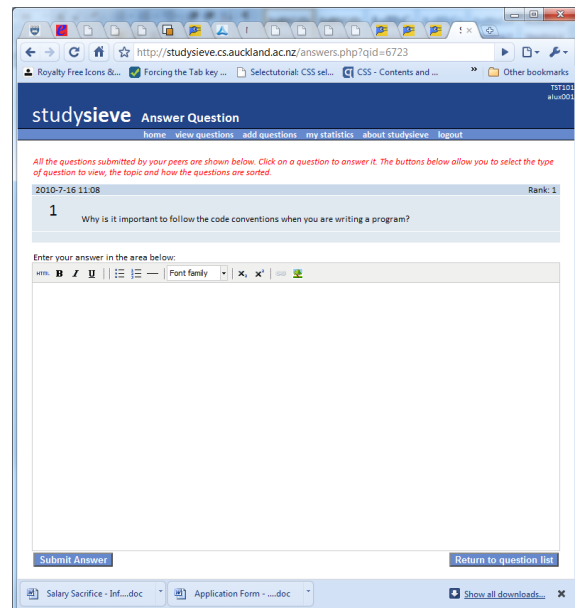 http://studysieve.cs.auckland.ac.nz/answers.php?qid=6723
Royalty Free Icons &... Forcing the Tab key ... Selectutorial: CSS sel... CSS - Contents and ... » Other bookmarks
TST101
alux001
studysieve Answer Question
home view questions add questions my statistics about studysieve logout
All the questions submitted by your peers are shown below. Click on a question to answer it. The buttons below allow you to select the type
of question to view, the topic and how the questions are sorted.
2010-7-16 11:08 Rank: 1
1
Why is it important to follow the code conventions when you are writing a program?
Enter your answer in the area below:
HTML B I U Font family x, x²
Submit Answer Return to question list
Salary Sacrifice - Inf....doc Application Form - ....doc Show all downloads...